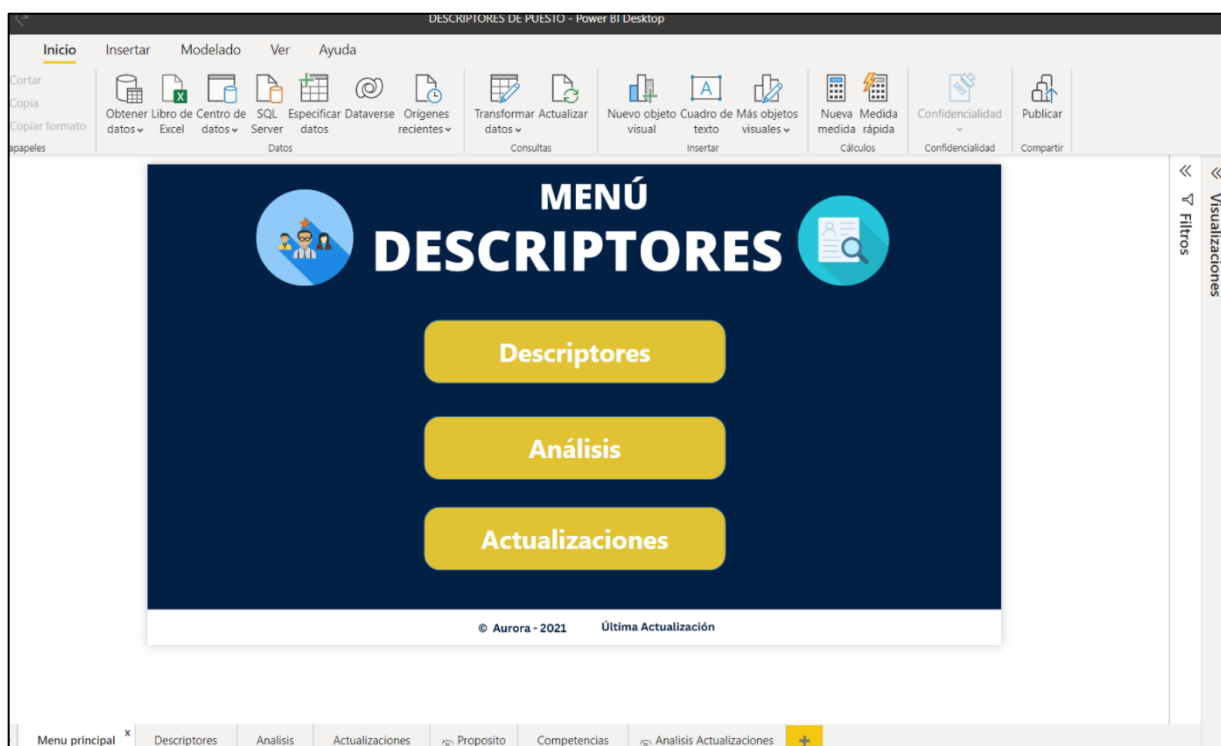 DESCRIPTORES DE PUESTO - Power BI Desktop
Inicio Insertar Modelado Ver Ayuda
Cortar
Copia
Copiar formato
apapeles
Obtener datos
Libro de Excel
Centro de datos
SQL Server
Especificar datos
Dataverse
Orígenes recientes
Datos
Transformar datos
Actualizar
Consultas
Nuevo objeto visual
Cuadro de texto
Más objetos visuales
Insertar
Nueva medida
Medida rápida
Cálculos
Confidencialidad
Confidencialidad
Publicar
Compartir
MENÚ
DESCRIPTORES
Descriptores
Análisis
Actualizaciones
© Aurora - 2021 Última Actualización
Filtros
Visualizaciones
Menu principal x Descriptores Analisis Actualizaciones Proposito Competencias Analisis Actualizaciones +